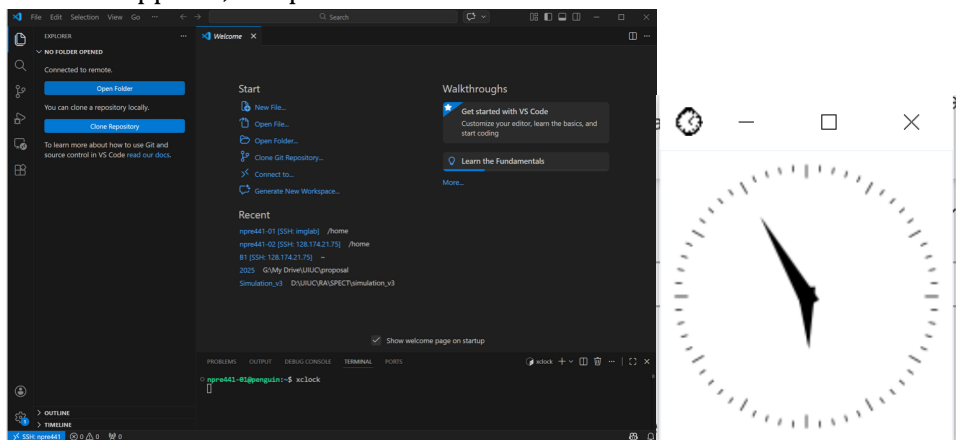 File Edit Selection View Go ··· Search
EXPLORER ···
NO FOLDER OPENED
Connected to remote.
Open Folder
You can clone a repository locally.
Clone Repository
To learn more about how to use Git and
source control in VS Code read our docs.
OUTLINE
TIMELINE
Welcome
Start
New File...
Open File...
Open Folder...
Clone Git Repository...
Connect to...
Generate New Workspace...
Recent
npre441-01 [SSH: imglab] /home
npre441-02 [SSH: 128.174.21.75] /home
B1 [SSH: 128.174.21.75] ~
2025 G:\My Drive\UIUC\proposal
Simulation_v3 D:\UIUC\RA\SPECT\simulation_v3
Walkthroughs
Get started with VS Code
Customize your editor, learn the basics, and
start coding
Learn the Fundamentals
More...
Show welcome page on startup
PROBLEMS OUTPUT DEBUG CONSOLE TERMINAL PORTS xclock
npre441-01@penguin:~$ xclock
SSH: npre441 0 0 0